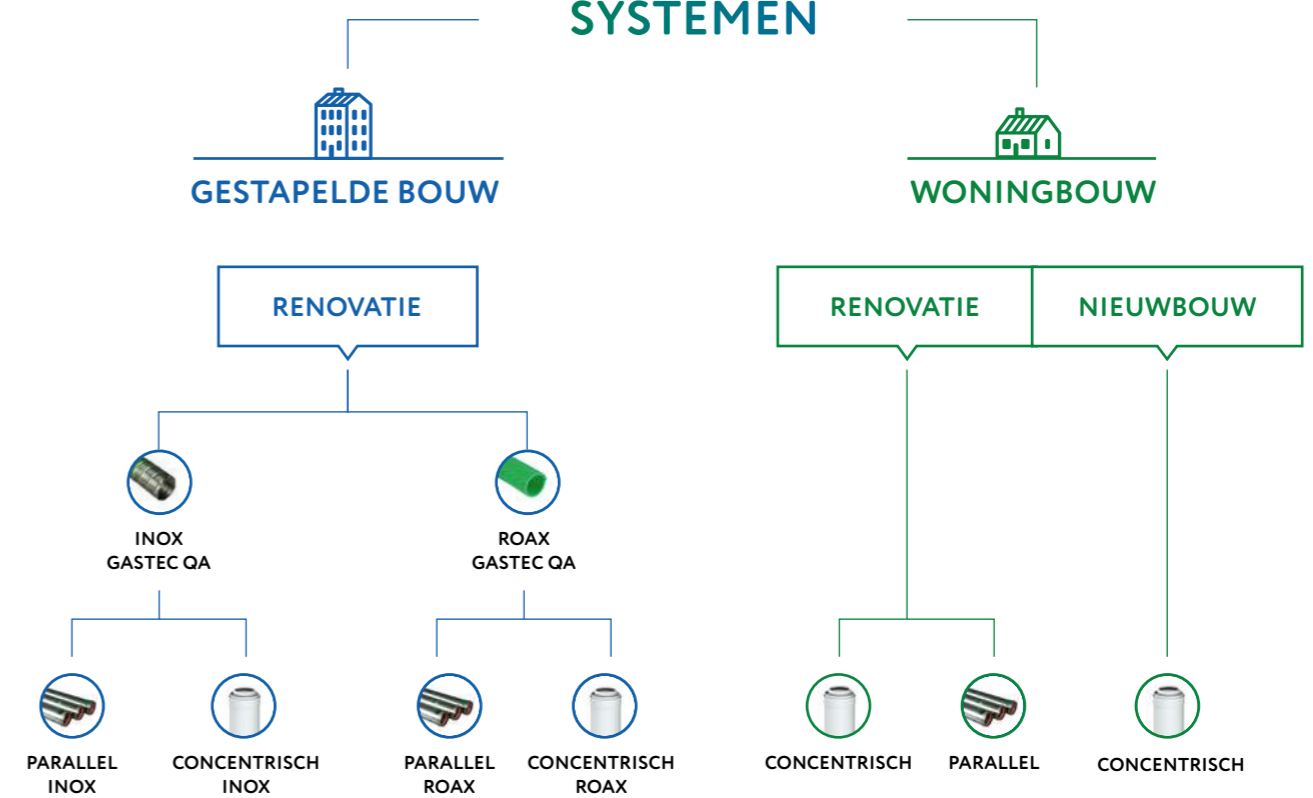 SYSTEMEN
GESTAPELDE BOUW
WONINGBOUW
RENOVATIE
RENOVATIE
NIEUWBOUW
INOX
GASTEC QA
ROAX
GASTEC QA
PARALLEL
INOX
CONCENTRISCH
INOX
PARALLEL
ROAX
CONCENTRISCH
ROAX
CONCENTRISCH
PARALLEL
CONCENTRISCH